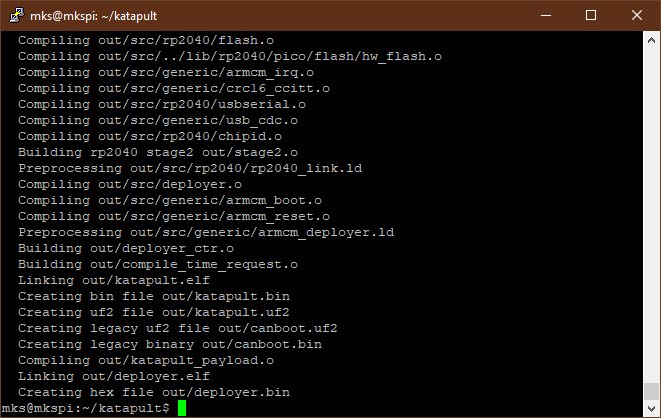 mks@mkspi: ~/katapult
Compiling out/src/rp2040/flash.o
Compiling out/src/../lib/rp2040/pico/flash/hw_flash.o
Compiling out/src/generic/armcm_irq.o
Compiling out/src/generic/crc16_ccitt.o
Compiling out/src/rp2040/usbserial.o
Compiling out/src/generic/usb_cdc.o
Compiling out/src/rp2040/chipid.o
Building rp2040 stage2 out/stage2.o
Preprocessing out/src/rp2040/rp2040_link.ld
Compiling out/src/deployer.o
Compiling out/src/generic/armcm_boot.o
Compiling out/src/generic/armcm_reset.o
Preprocessing out/src/generic/armcm_deployer.ld
Building out/deployer_ctr.o
Building out/compile_time_request.o
Linking out/katapult.elf
Creating bin file out/katapult.bin
Creating uf2 file out/katapult.uf2
Creating legacy uf2 file out/canboot.uf2
Creating legacy binary out/canboot.bin
Compiling out/katapult_payload.o
Linking out/deployer.elf
Creating hex file out/deployer.bin
mks@mkspi:~/katapult$